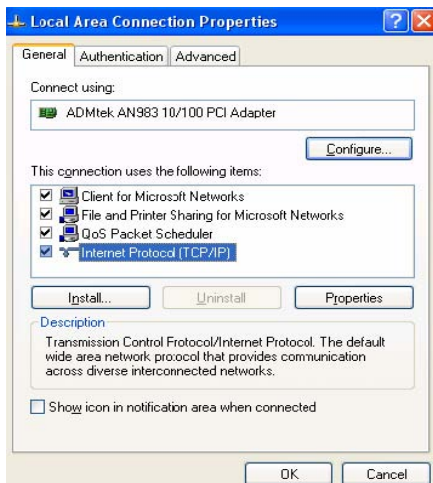 Local Area Connection Properties
General Authentication Advanced
Connect using:
ADMtek AN983 10/100 PCI Adapter
Configure...
This connection uses the following items:
Client for Microsoft Networks
File and Printer Sharing for Microsoft Networks
QoS Packet Scheduler
Internet Protocol (TCP/IP)
Install... Uninstall Properties
Description
Transmission Control Protocol/Internet Protocol. The default
wide area network protocol that provides communication
across diverse interconnected networks.
Show icon in notification area when connected
OK Cancel